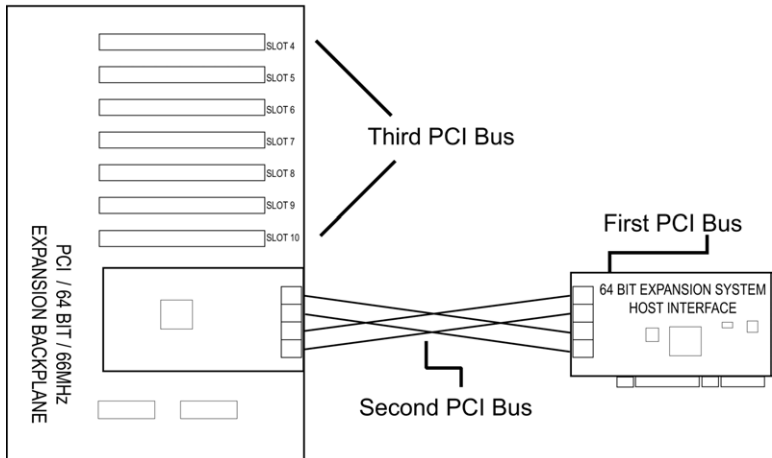 SLOT 4
SLOT 5
SLOT 6
SLOT 7
SLOT 8
SLOT 9
SLOT 10
PCI / 64 BIT / 66MHz
EXPANSION BACKPLANE
Third PCI Bus
First PCI Bus
64 BIT EXPANSION SYSTEM
HOST INTERFACE
Second PCI Bus